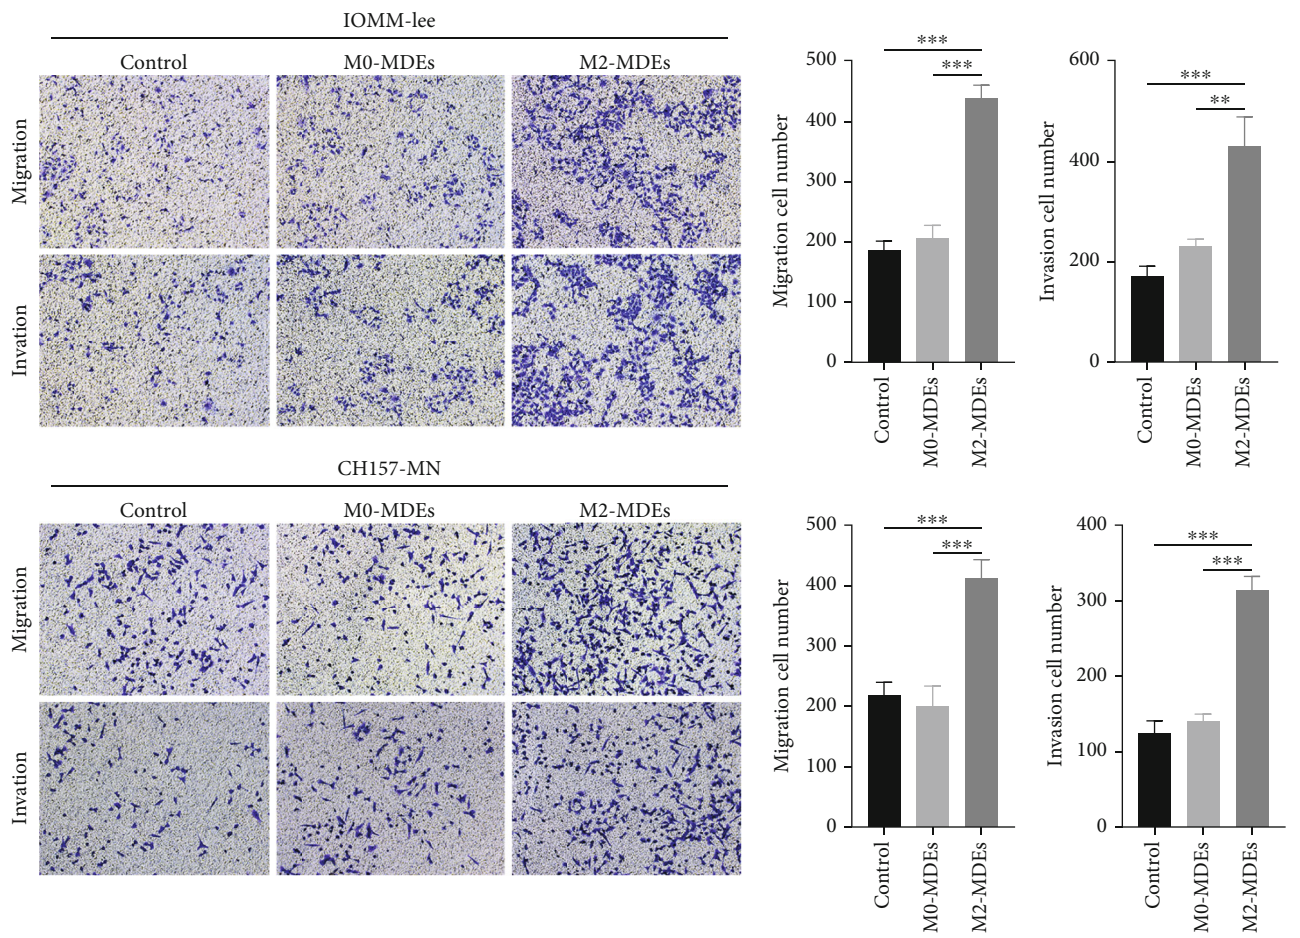 IOMM-lee
Control M0-MDEs M2-MDEs
Migration
Invation
Migration cell number
500
400
300
200
100
0
***
***
Control
M0-MDEs
M2-MDEs
Invasion cell number
600
400
200
0
***
**
Control
M0-MDEs
M2-MDEs
CH157-MN
Control M0-MDEs M2-MDEs
Migration
Invation
Migration cell number
500
400
300
200
100
0
***
***
Control
M0-MDEs
M2-MDEs
Invasion cell number
400
300
200
100
0
***
***
Control
M0-MDEs
M2-MDEs